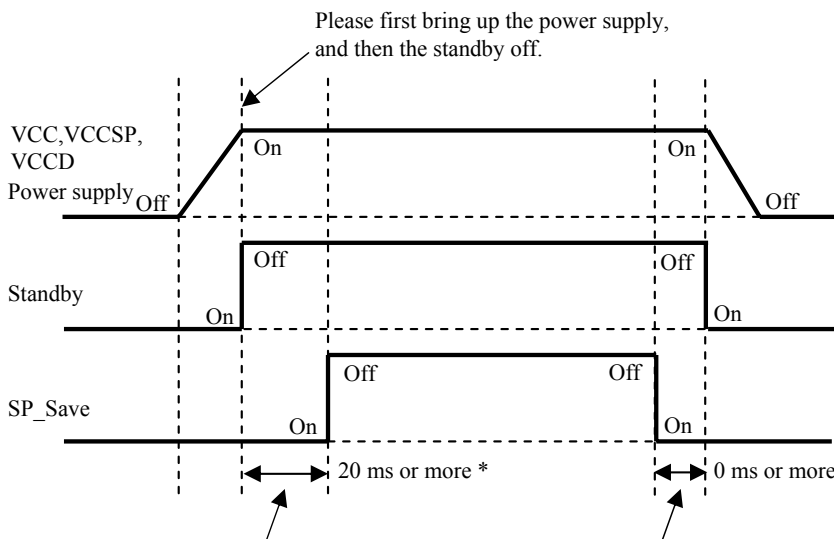 Please first bring up the power supply,
and then the standby off.
VCC,VCCSP,
VCCD
Power supply
Off
On
On
Off
Standby
On
Off
Off
On
SP_Save
On
Off
Off
On
20 ms or more *
0 ms or more